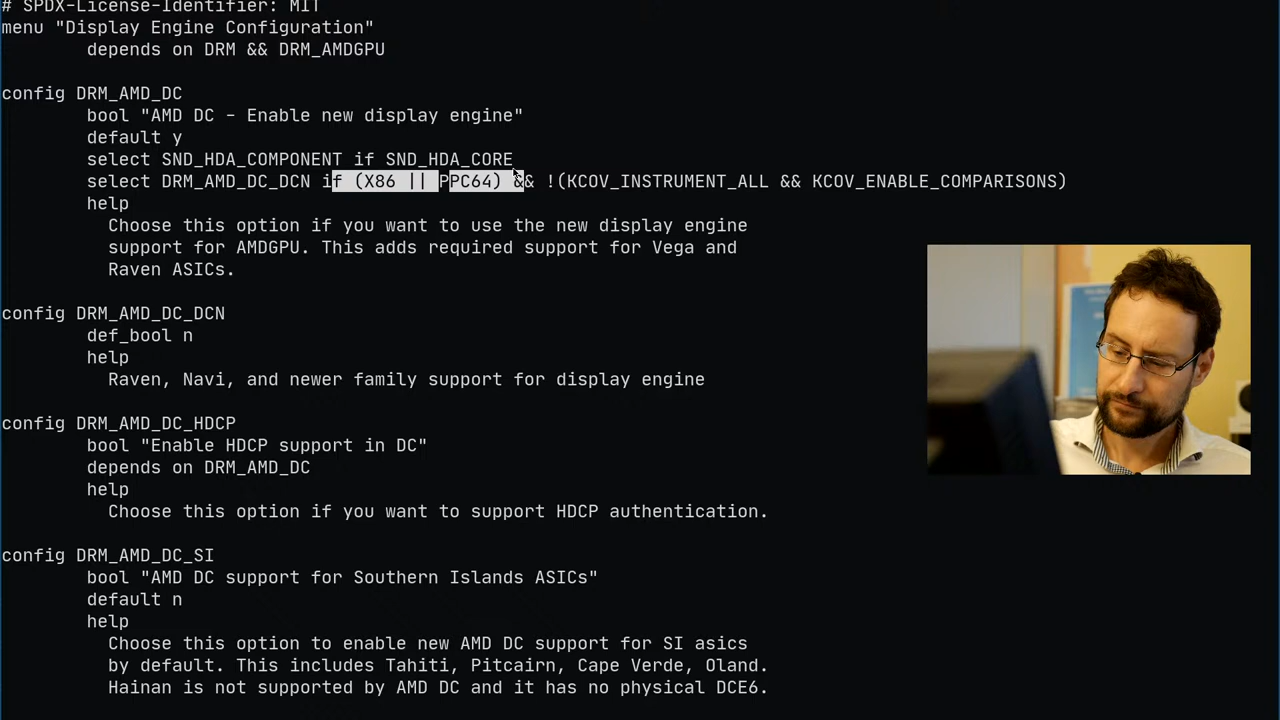 # SPDX-License-Identifier: MIT
menu "Display Engine Configuration"
depends on DRM && DRM_AMDGPU
config DRM_AMD_DC
bool "AMD DC - Enable new display engine"
default y
select SND_HDA_COMPONENT if SND_HDA_CORE
select DRM_AMD_DC_DCN if (X86 || PPC64) && !(KCOV_INSTRUMENT_ALL && KCOV_ENABLE_COMPARISONS)
help
Choose this option if you want to use the new display engine
support for AMDGPU. This adds required support for Vega and
Raven ASICs.
config DRM_AMD_DC_DCN
def_bool n
help
Raven, Navi, and newer family support for display engine
config DRM_AMD_DC_HDCP
bool "Enable HDCP support in DC"
depends on DRM_AMD_DC
help
Choose this option if you want to support HDCP authentication.
config DRM_AMD_DC_SI
bool "AMD DC support for Southern Islands ASICs"
default n
help
Choose this option to enable new AMD DC support for SI asics
by default. This includes Tahiti, Pitcairn, Cape Verde, Oland.
Hainan is not supported by AMD DC and it has no physical DCE6.